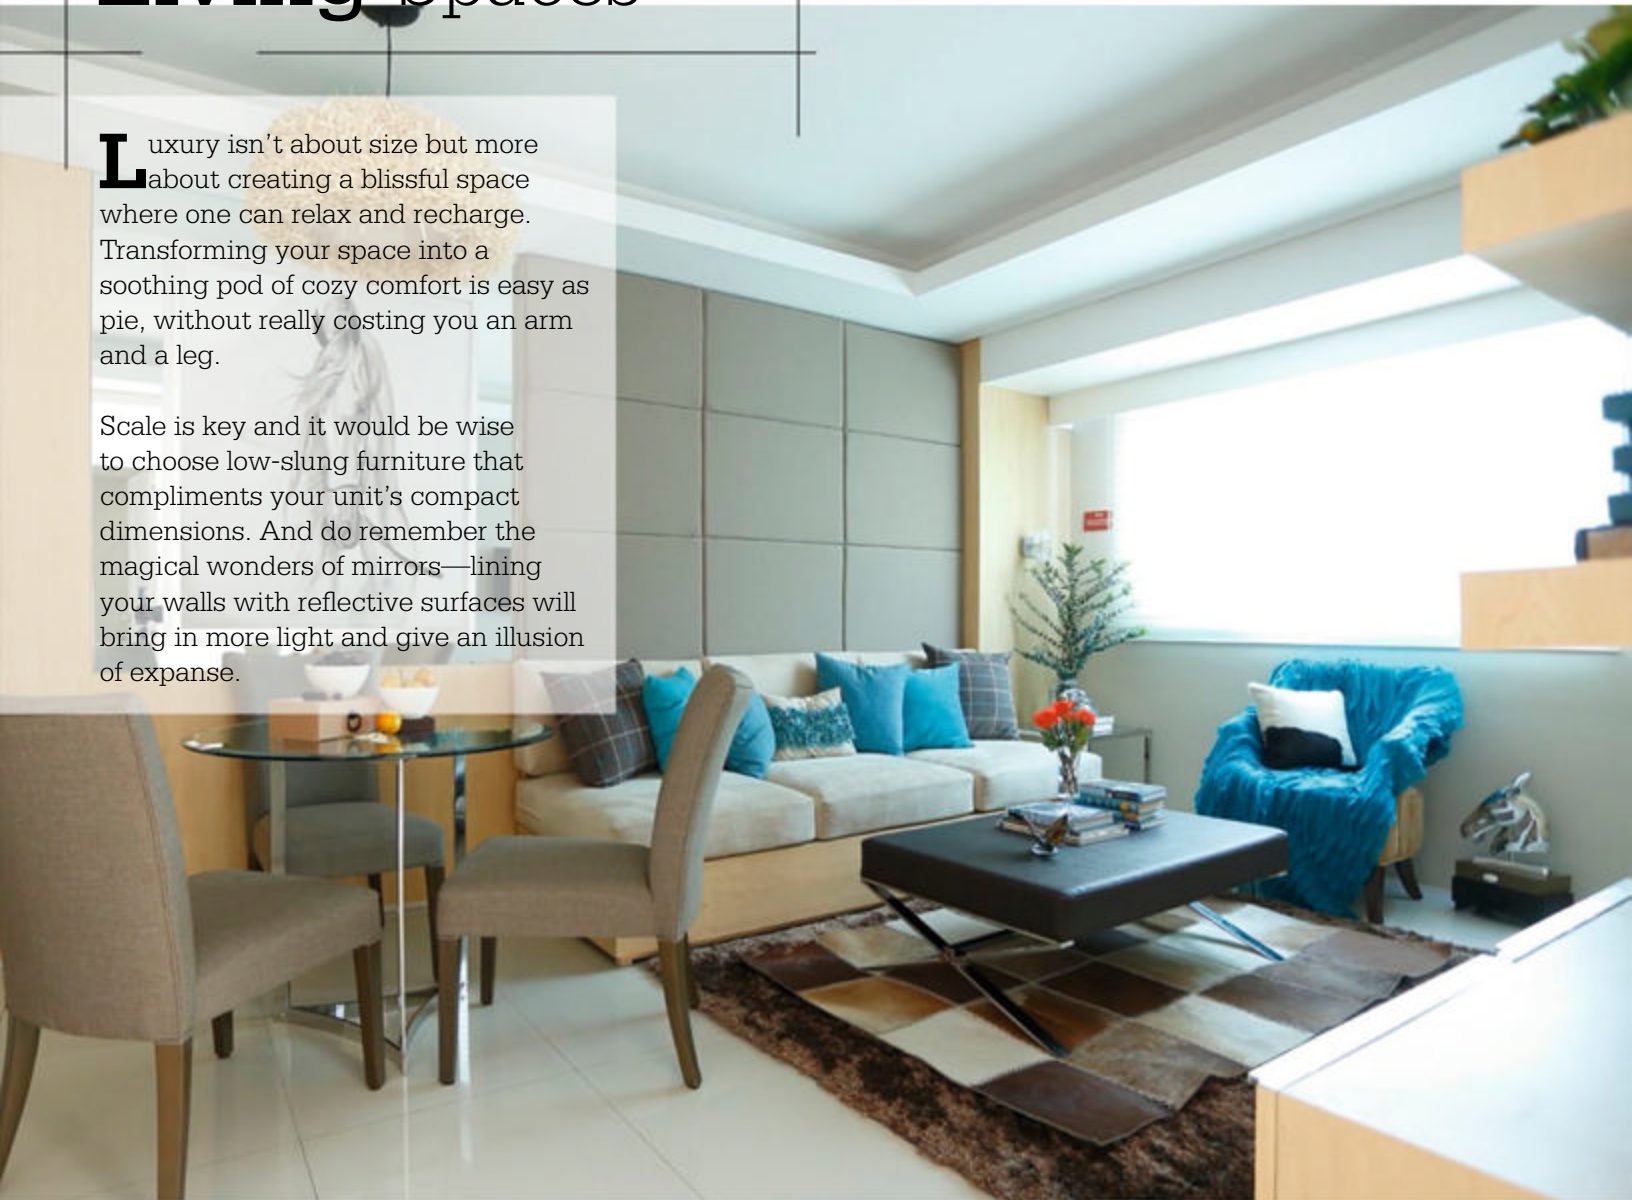 Living Spaces
Luxury isn't about size but more
about creating a blissful space
where one can relax and recharge.
Transforming your space into a
soothing pod of cozy comfort is easy as
pie, without really costing you an arm
and a leg.
Scale is key and it would be wise
to choose low-slung furniture that
compliments your unit's compact
dimensions. And do remember the
magical wonders of mirrors—lining
your walls with reflective surfaces will
bring in more light and give an illusion
of expanse.